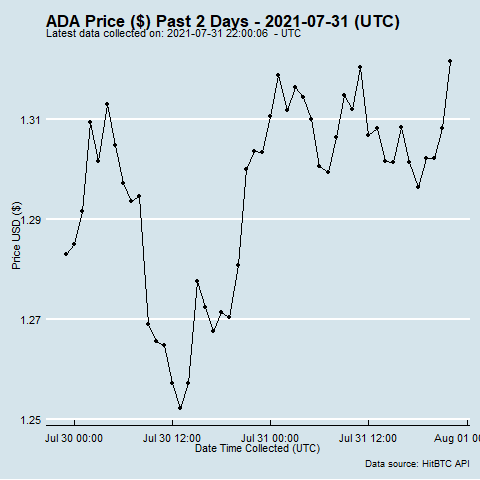 ADA Price ($) Past 2 Days - 2021-07-31 (UTC)
Latest data collected on: 2021-07-31 22:00:06 - UTC
Price USD ($)
1.31
1.29
1.27
1.25
Jul 30 00:00 Jul 30 12:00 Jul 31 00:00 Jul 31 12:00 Aug 01 0
Date Time Collected (UTC)
Data source: HitBTC API